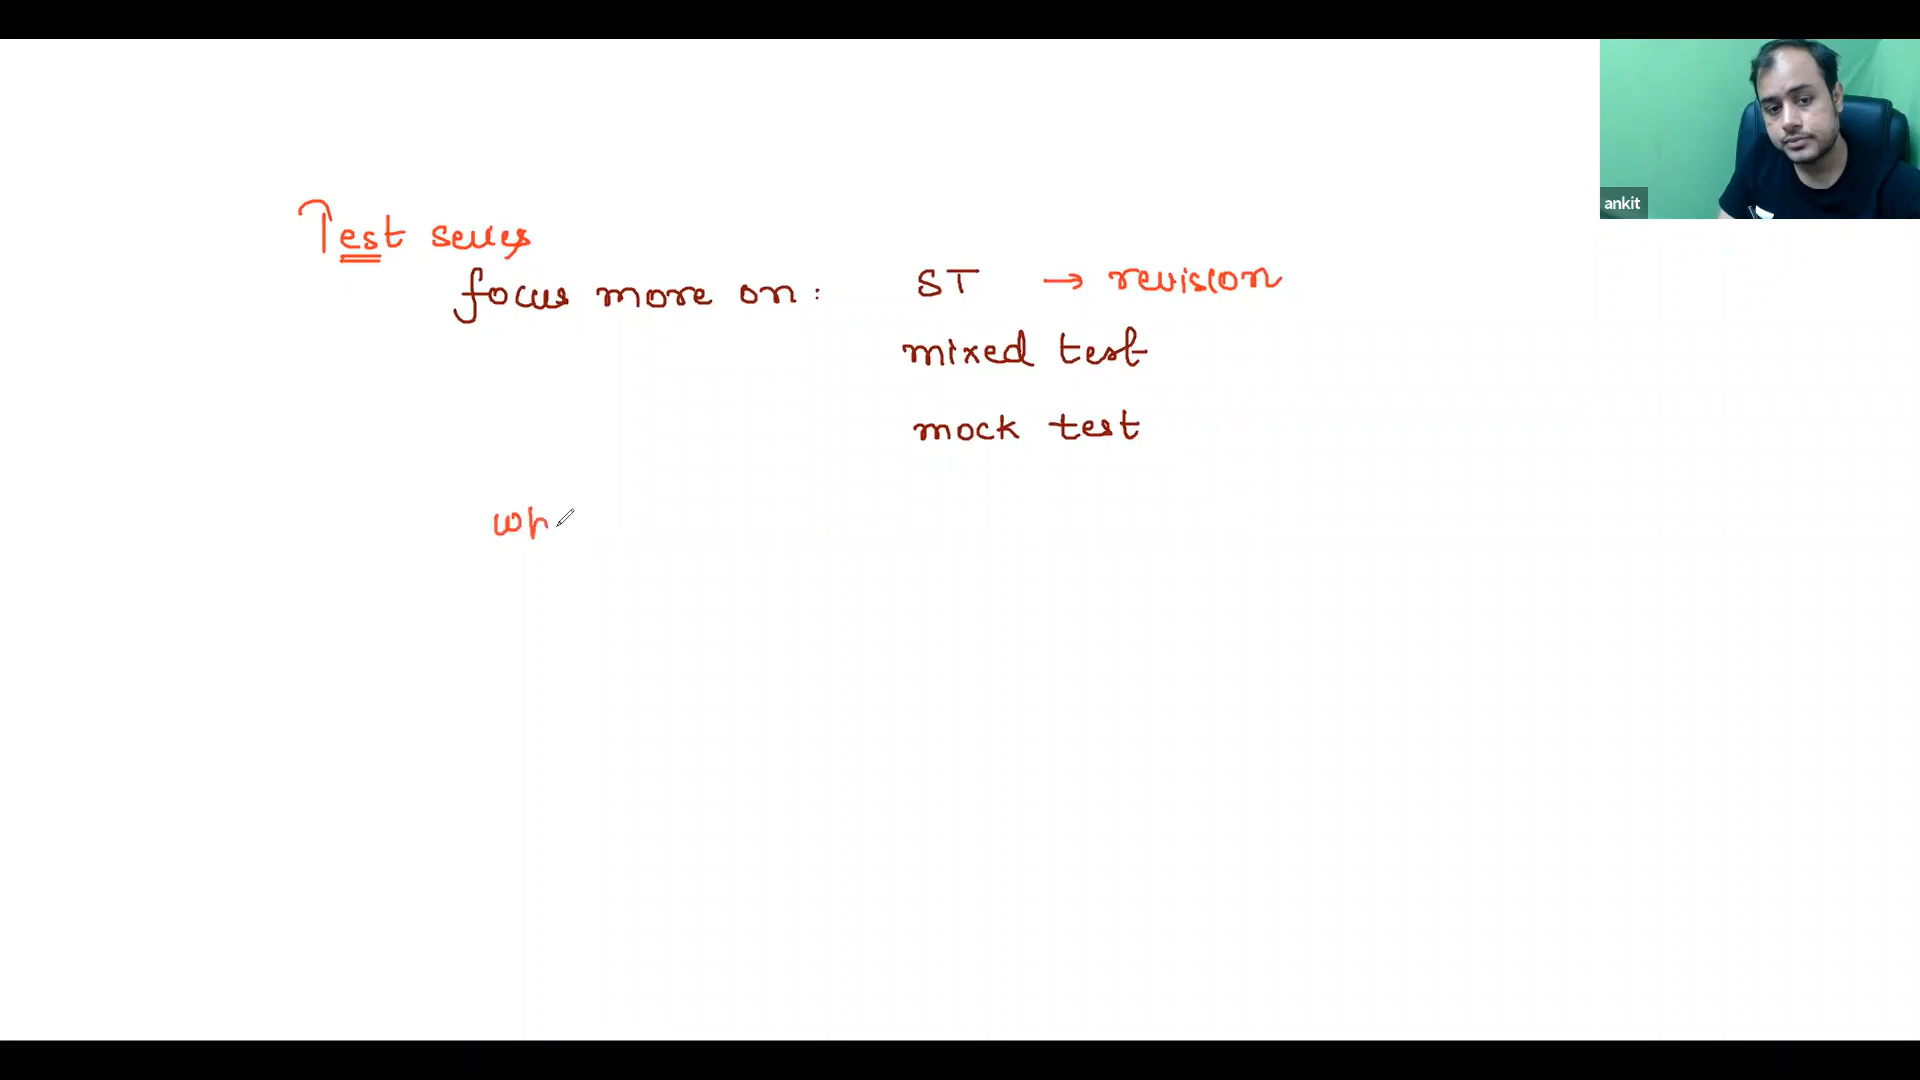 Test series
focus more on : ST → revision
mixed test
mock test
wh
ankit